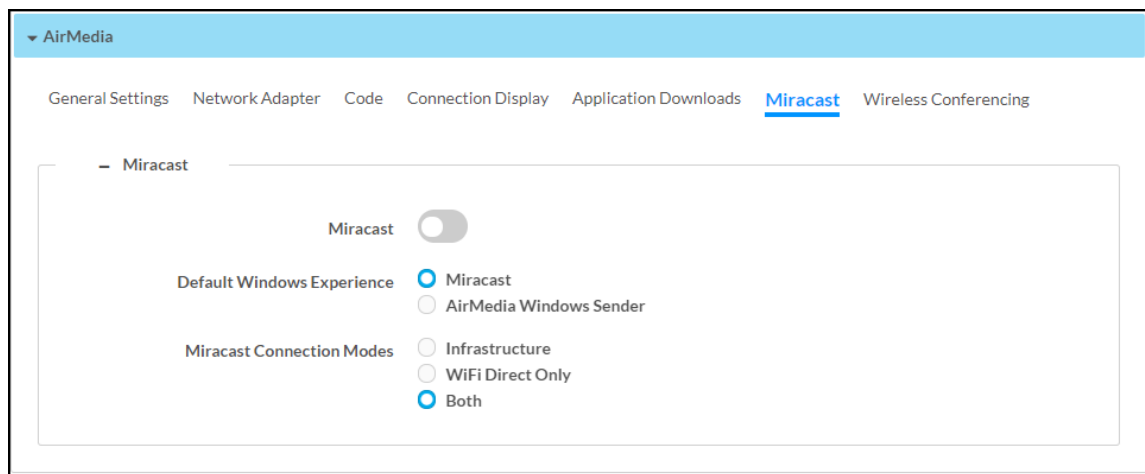 AirMedia
General Settings Network Adapter Code Connection Display Application Downloads Miracast Wireless Conferencing
Miracast
Miracast
Default Windows Experience Miracast
AirMedia Windows Sender
Miracast Connection Modes Infrastructure
WiFi Direct Only
Both